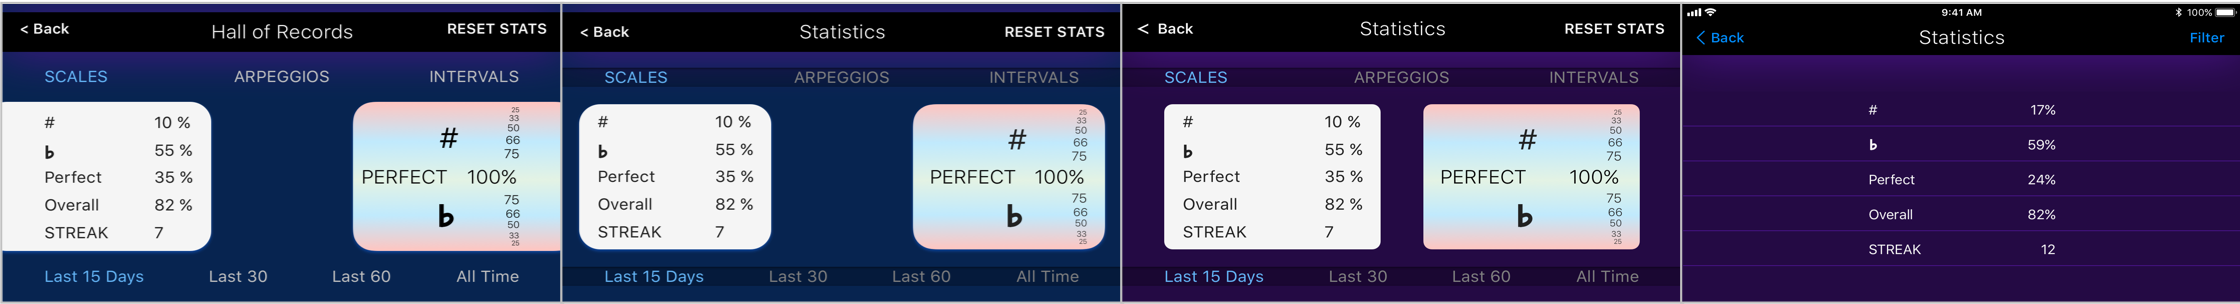 < Back Hall of Records RESET STATS
SCALES ARPEGGIOS INTERVALS
# 10 %
♭ 55 %
Perfect 35 %
Overall 82 %
STREAK 7
25
33
50
# 66
75
PERFECT 100%
75
♭ 66
50
33
25
Last 15 Days Last 30 Last 60 All Time
< Back Statistics RESET STATS
SCALES ARPEGGIOS INTERVALS
# 10 %
♭ 55 %
Perfect 35 %
Overall 82 %
STREAK 7
25
33
50
# 66
75
PERFECT 100%
75
♭ 66
50
33
25
Last 15 Days Last 30 Last 60 All Time
< Back Statistics RESET STATS
SCALES ARPEGGIOS INTERVALS
# 10 %
♭ 55 %
Perfect 35 %
Overall 82 %
STREAK 7
25
33
50
# 66
75
PERFECT 100%
75
♭ 66
50
33
25
Last 15 Days Last 30 Last 60 All Time
9:41 AM 100%
< Back Statistics Filter
# 17%
♭ 59%
Perfect 24%
Overall 82%
STREAK 12